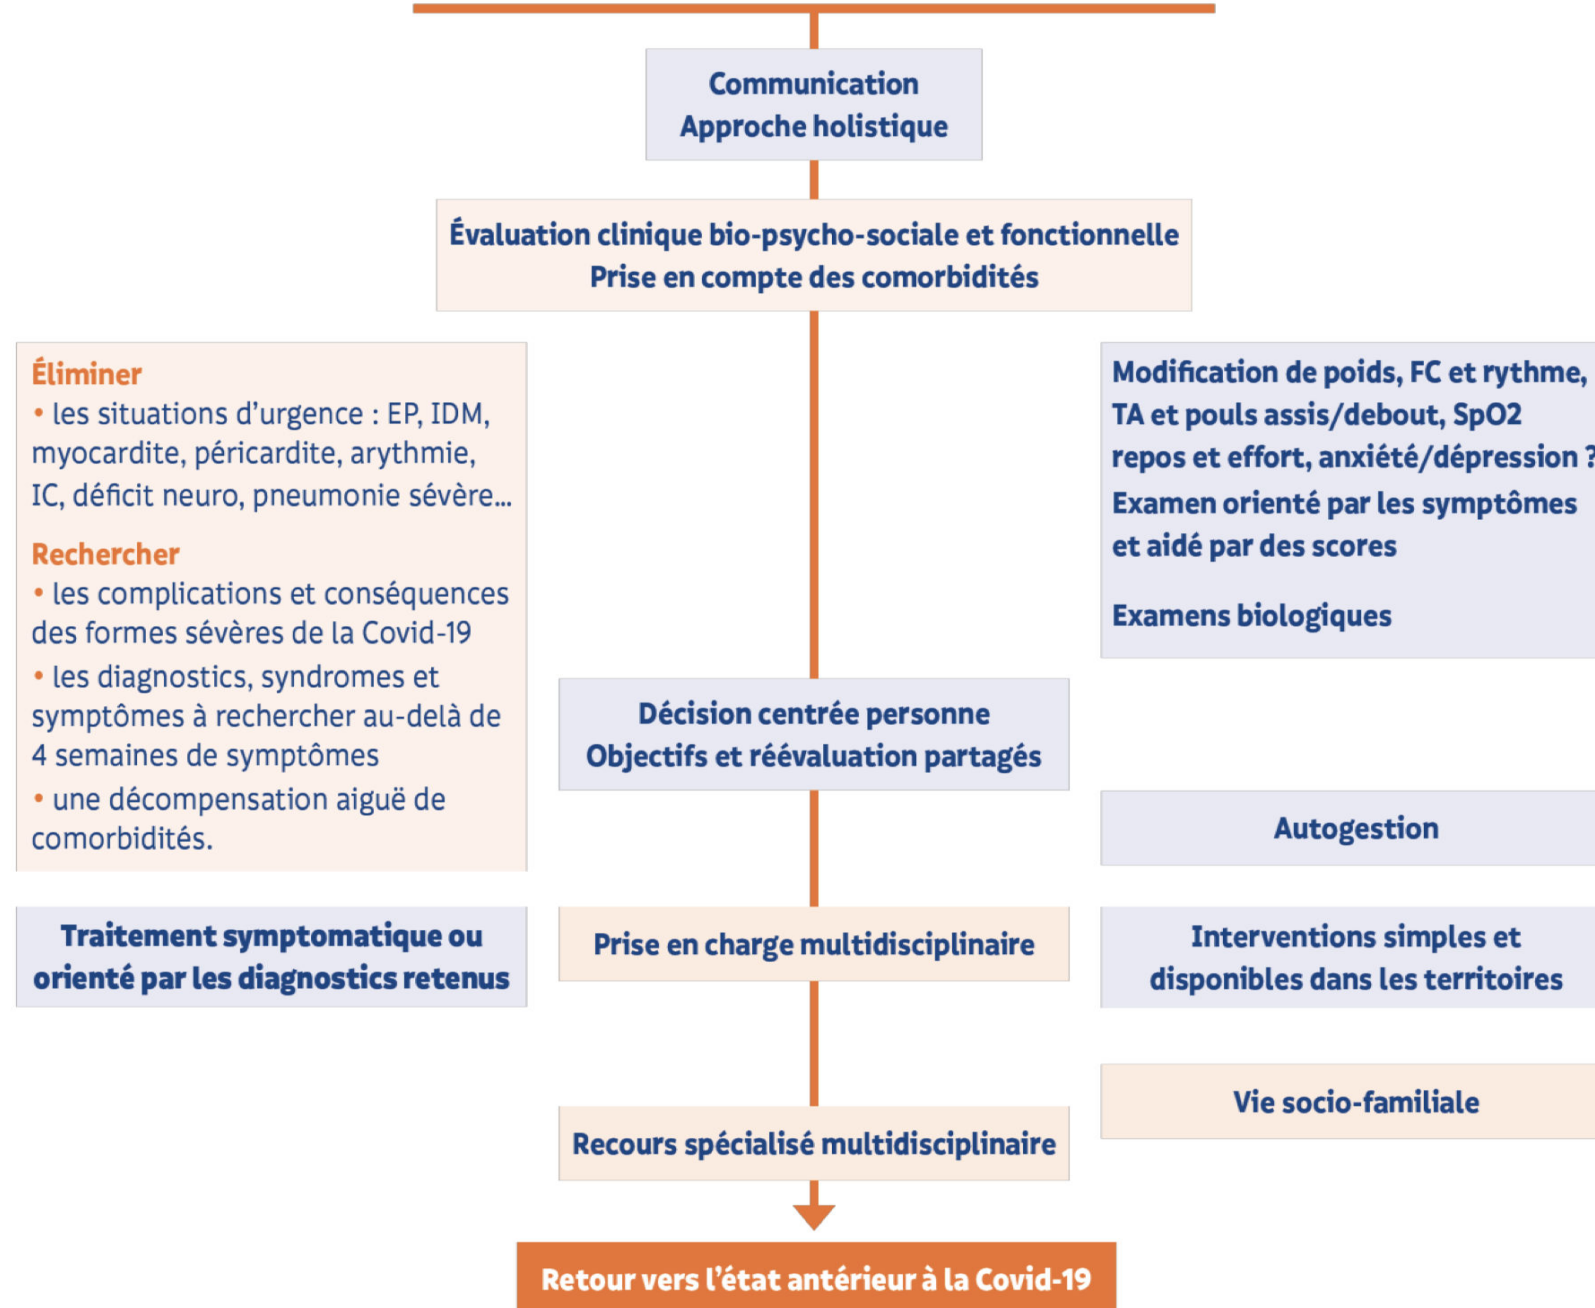 Communication
Approche holistique
Évaluation clinique bio-psycho-sociale et fonctionnelle
Prise en compte des comorbidités
Éliminer
• les situations d’urgence : EP, IDM,
myocardite, péricardite, arythmie,
IC, déficit neuro, pneumonie sévère...
Rechercher
• les complications et conséquences
des formes sévères de la Covid-19
• les diagnostics, syndromes et
symptômes à rechercher au-delà de
4 semaines de symptômes
• une décompensation aiguë de
comorbidités.
Modification de poids, FC et rythme,
TA et pouls assis/debout, SpO2
repos et effort, anxiété/dépression ?
Examen orienté par les symptômes
et aidé par des scores
Examens biologiques
Décision centrée personne
Objectifs et réévaluation partagés
Autogestion
Traitement symptomatique ou
orienté par les diagnostics retenus
Prise en charge multidisciplinaire
Interventions simples et
disponibles dans les territoires
Vie socio-familiale
Recours spécialisé multidisciplinaire
Retour vers l’état antérieur à la Covid-19